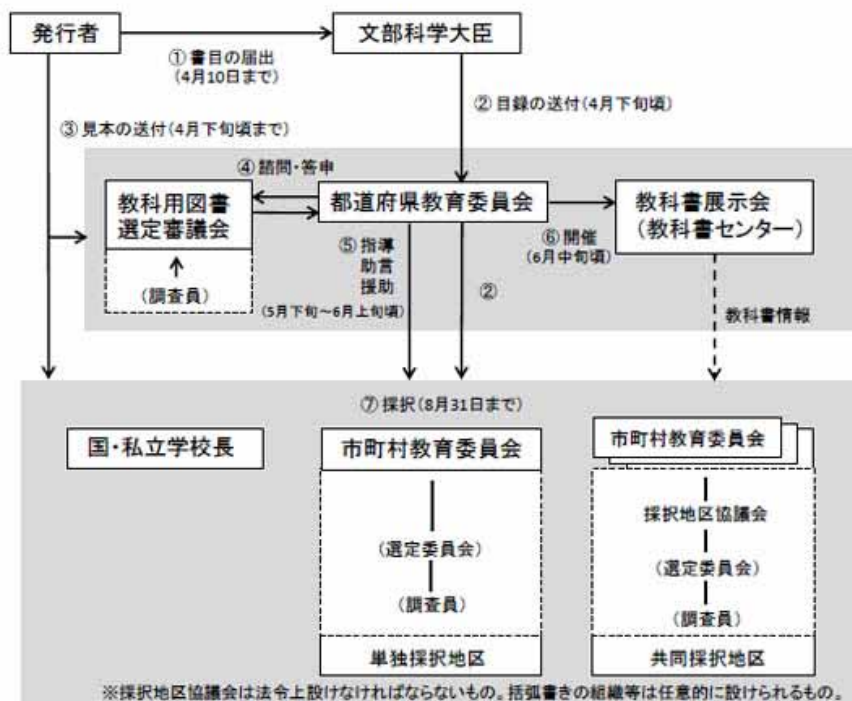 発行者
文部科学大臣
①書目の届出
(4月10日まで)
②目録の送付(4月下旬頃)
③見本の送付(4月下旬頃まで)
④諮問・答申
教科用図書
選定審議会
(調査員)
都道府県教育委員会
教科書展示会
(教科書センター)
⑤指導
助言
援助
(5月下旬~6月上旬頃)
②
⑥開催
(6月中旬頃)
教科書情報
⑦採択(8月31日まで)
国・私立学校長
市町村教育委員会
(選定委員会)
(調査員)
単独採択地区
市町村教育委員会
採択地区協議会
(選定委員会)
(調査員)
共同採択地区
※採択地区協議会は法令上設けなければならないもの。括弧書きの組織等は任意的に設けられるもの。